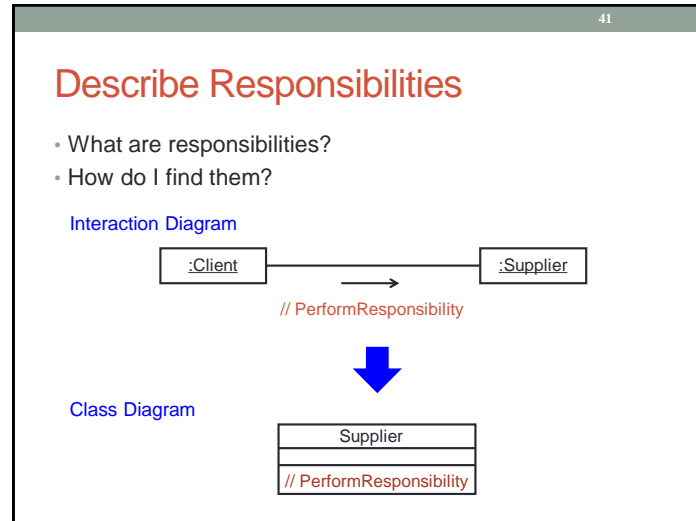 41
Describe Responsibilities
• What are responsibilities?
• How do I find them?
Interaction Diagram
:Client
:Supplier
// PerformResponsibility
Class Diagram
Supplier
// PerformResponsibility